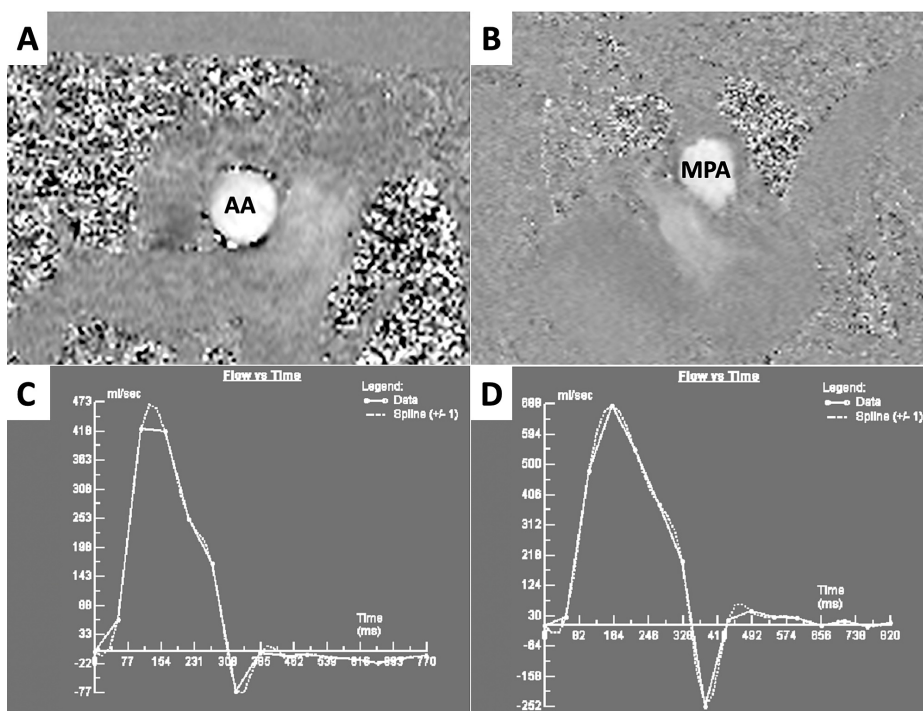 A
AA
B
MPA
C
Flow vs Time
ml/sec
Legend:
Data
Spline (+/- 1)
473
418
363
308
253
198
143
88
33
-22
-77
Time
(ms)
77 154 231 308 385 462 539 616 693 770
D
Flow vs Time
ml/sec
Legend:
Data
Spline (+/- 1)
688
594
500
406
312
218
124
30
-64
-158
-252
Time
(ms)
82 164 246 328 410 492 574 656 738 820